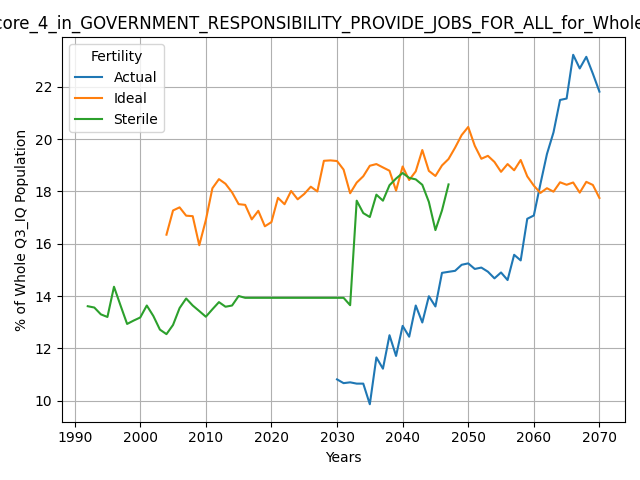 core_4_in_GOVERNMENT_RESPONSIBILITY_PROVIDE_JOBS_FOR_ALL_for_Whole
Fertility
Actual
Ideal
Sterile
% of Whole Q3_IQ Population
22
20
18
16
14
12
10
1990 2000 2010 2020 2030 2040 2050 2060 2070
Years